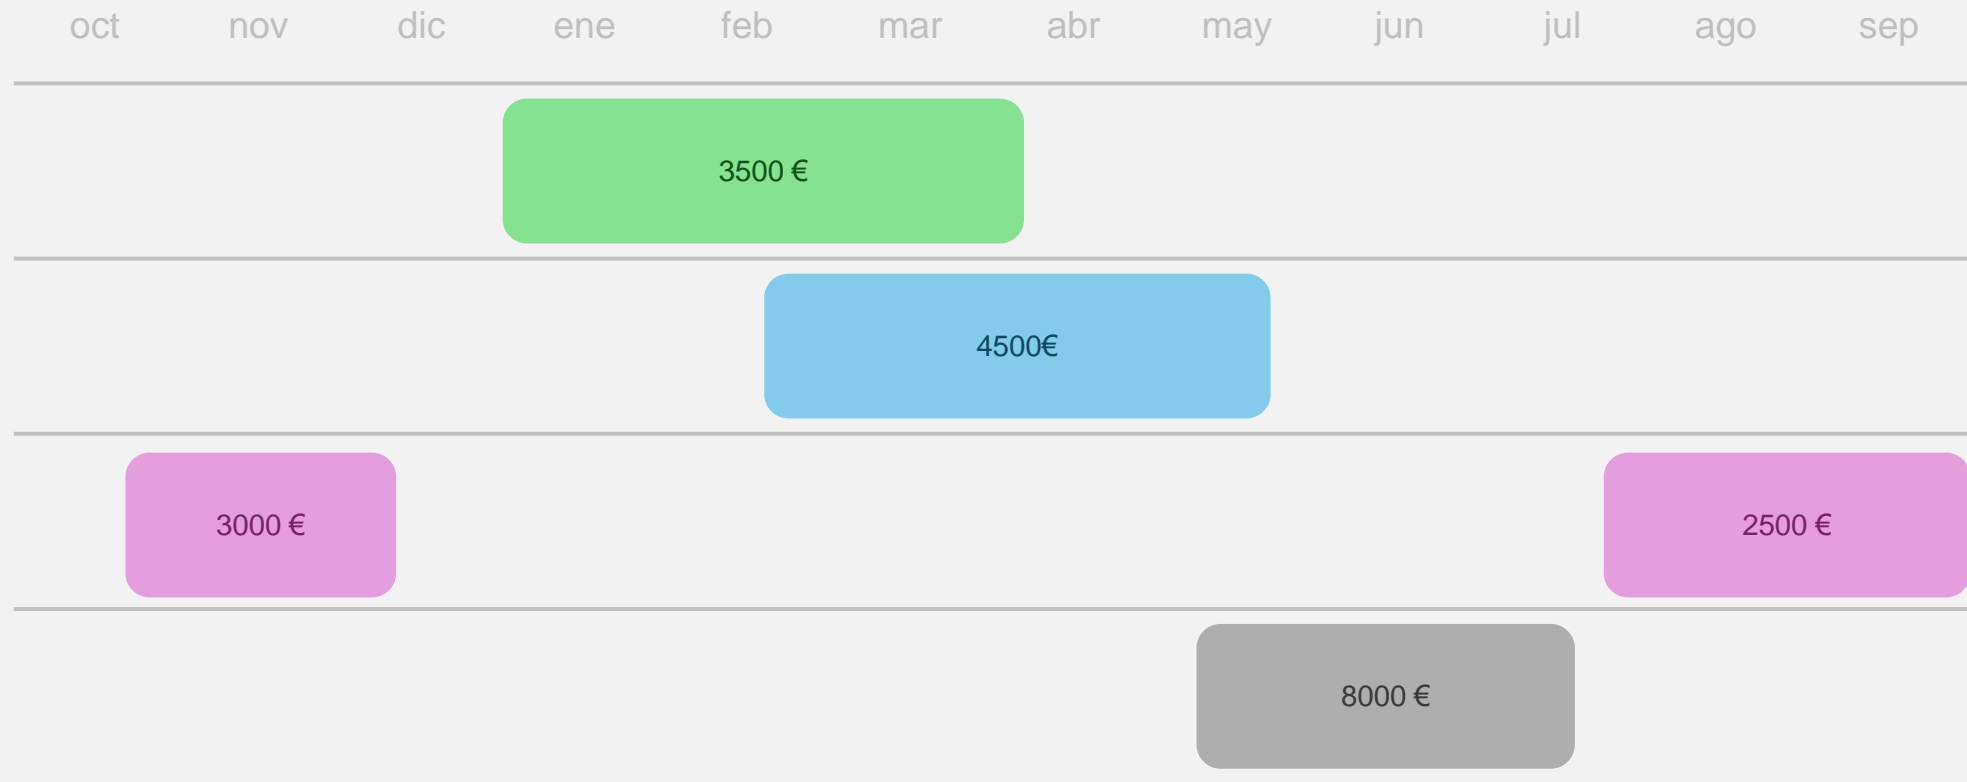 oct nov dic ene feb mar abr may jun jul ago sep
3500 €
4500€
3000 € 2500 €
8000 €